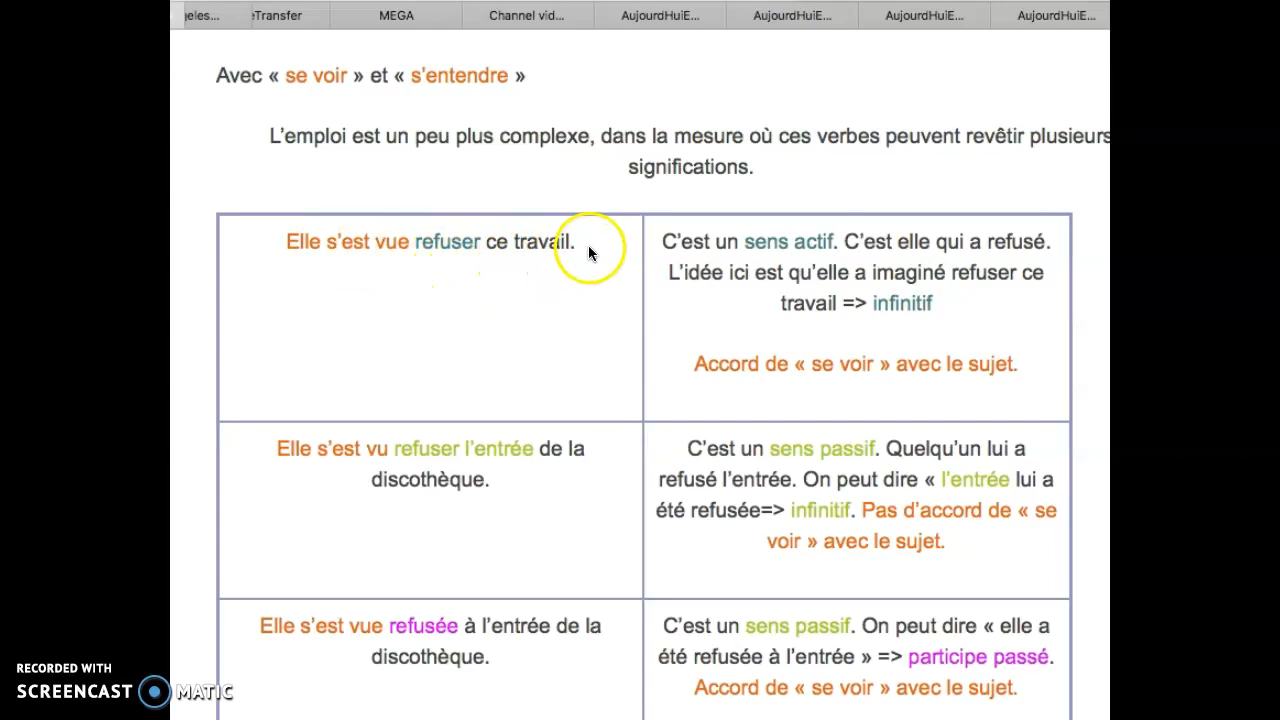 geles...
eTransfer
MEGA
Channel vid...
AujourdHuiE...
AujourdHuiE...
AujourdHuiE...
AujourdHuiE...
Avec « se voir » et « s’entendre »
L’emploi est un peu plus complexe, dans la mesure où ces verbes peuvent revêtir plusieurs
significations.
Elle s’est vue refuser ce travail.
C’est un sens actif. C’est elle qui a refusé.
L’idée ici est qu’elle a imaginé refuser ce
travail => infinitif
Accord de « se voir » avec le sujet.
Elle s’est vu refuser l’entrée de la
discothèque.
C’est un sens passif. Quelqu’un lui a
refusé l’entrée. On peut dire « l’entrée lui a
été refusée=> infinitif. Pas d’accord de « se
voir » avec le sujet.
Elle s’est vue refusée à l’entrée de la
discothèque.
C’est un sens passif. On peut dire « elle a
été refusée à l’entrée » => participe passé.
Accord de « se voir » avec le sujet.
RECORDED WITH
SCREENCAST MATIC